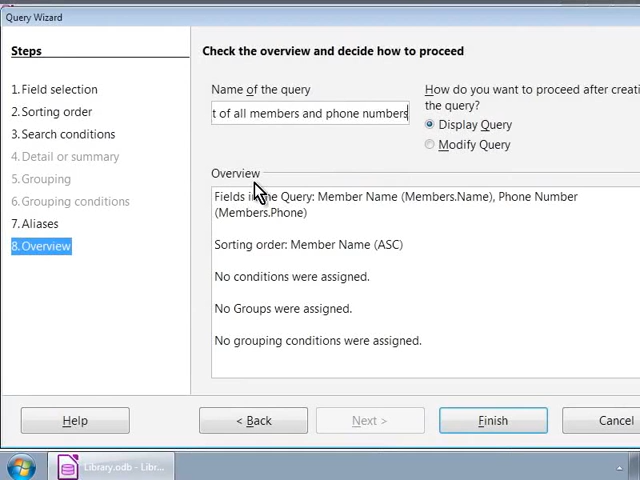 Query Wizard
Steps
1.Field selection
2.Sorting order
3.Search conditions
4.Detail or summary
5.Grouping
6.Grouping conditions
7.Aliases
8.Overview
Check the overview and decide how to proceed
Name of the query
t of all members and phone numbers
How do you want to proceed after creati
the query?
Display Query
Modify Query
Overview
Fields in the Query: Member Name (Members.Name), Phone Number
(Members.Phone)
Sorting order: Member Name (ASC)
No conditions were assigned.
No Groups were assigned.
No grouping conditions were assigned.
Help
< Back
Next >
Finish
Cancel
Library.odb - Libr...